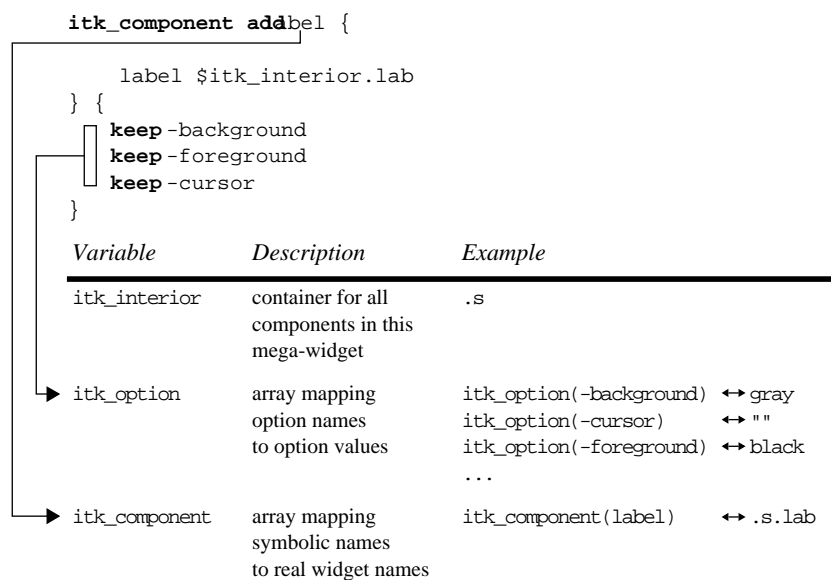 itk_component add label {
label $itk_interior.lab
} {
keep -background
keep -foreground
keep -cursor
}
Variable Description Example
itk_interior container for all .s
components in this
mega-widget
itk_option array mapping itk_option(-background) ↔ gray
option names itk_option(-cursor) ↔ ""
to option values itk_option(-foreground) ↔ black
...
itk_component array mapping itk_component(label) ↔ .s.lab
symbolic names
to real widget names